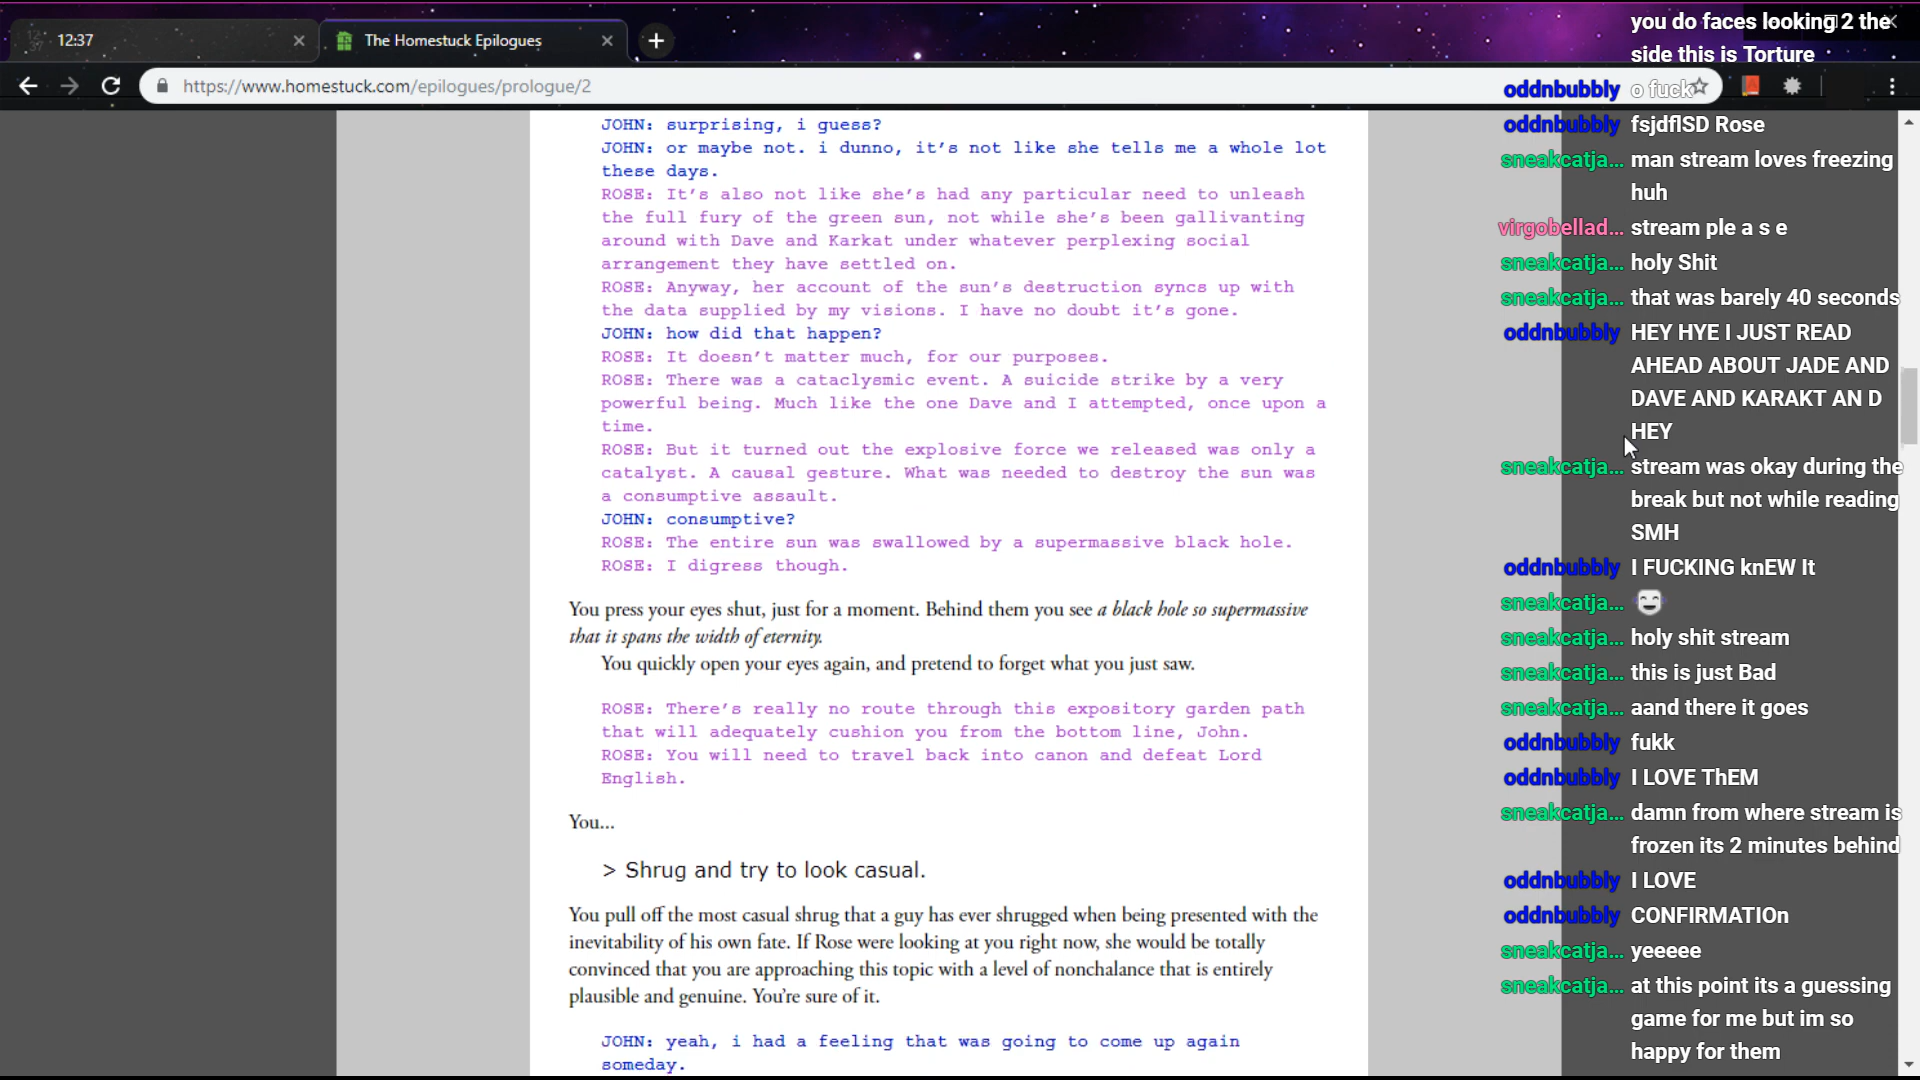 12:37
The Homestuck Epilogues
https://www.homestuck.com/epilogues/prologue/2
JOHN: surprising, i guess?
JOHN: or maybe not. i dunno, it’s not like she tells me a whole lot
these days.
ROSE: It’s also not like she’s had any particular need to unleash
the full fury of the green sun, not while she’s been gallivanting
around with Dave and Karkat under whatever perplexing social
arrangement they have settled on.
ROSE: Anyway, her account of the sun’s destruction syncs up with
the data supplied by my visions. I have no doubt it’s gone.
JOHN: how did that happen?
ROSE: It doesn’t matter much, for our purposes.
ROSE: There was a cataclysmic event. A suicide strike by a very
powerful being. Much like the one Dave and I attempted, once upon a
time.
ROSE: But it turned out the explosive force we released was only a
catalyst. A causal gesture. What was needed to destroy the sun was
a consumptive assault.
JOHN: consumptive?
ROSE: The entire sun was swallowed by a supermassive black hole.
ROSE: I digress though.
You press your eyes shut, just for a moment. Behind them you see a black hole so supermassive
that it spans the width of eternity.
You quickly open your eyes again, and pretend to forget what you just saw.
ROSE: There’s really no route through this expository garden path
that will adequately cushion you from the bottom line, John.
ROSE: You will need to travel back into canon and defeat Lord
English.
You...
> Shrug and try to look casual.
You pull off the most casual shrug that a guy has ever shrugged when being presented with the
inevitability of his own fate. If Rose were looking at you right now, she would be totally
convinced that you are approaching this topic with a level of nonchalance that is entirely
plausible and genuine. You’re sure of it.
JOHN: yeah, i had a feeling that was going to come up again
someday.
you do faces looking 2 the
side this is Torture
oddnbubbly o fuck
oddnbubbly fsjdflSD Rose
sneakcatja... man stream loves freezing
huh
virgobellad... stream ple a s e
sneakcatja... holy Shit
sneakcatja... that was barely 40 seconds
oddnbubbly HEY HYE I JUST READ
AHEAD ABOUT JADE AND
DAVE AND KARAKT AN D
HEY
sneakcatja... stream was okay during the
break but not while reading
SMH
oddnbubbly I FUCKING knEW It
sneakcatja...
sneakcatja... holy shit stream
sneakcatja... this is just Bad
sneakcatja... aand there it goes
oddnbubbly fukk
oddnbubbly I LOVE ThEM
sneakcatja... damn from where stream is
frozen its 2 minutes behind
oddnbubbly I LOVE
oddnbubbly CONFIRMATIOn
sneakcatja... yeeeee
sneakcatja... at this point its a guessing
game for me but im so
happy for them